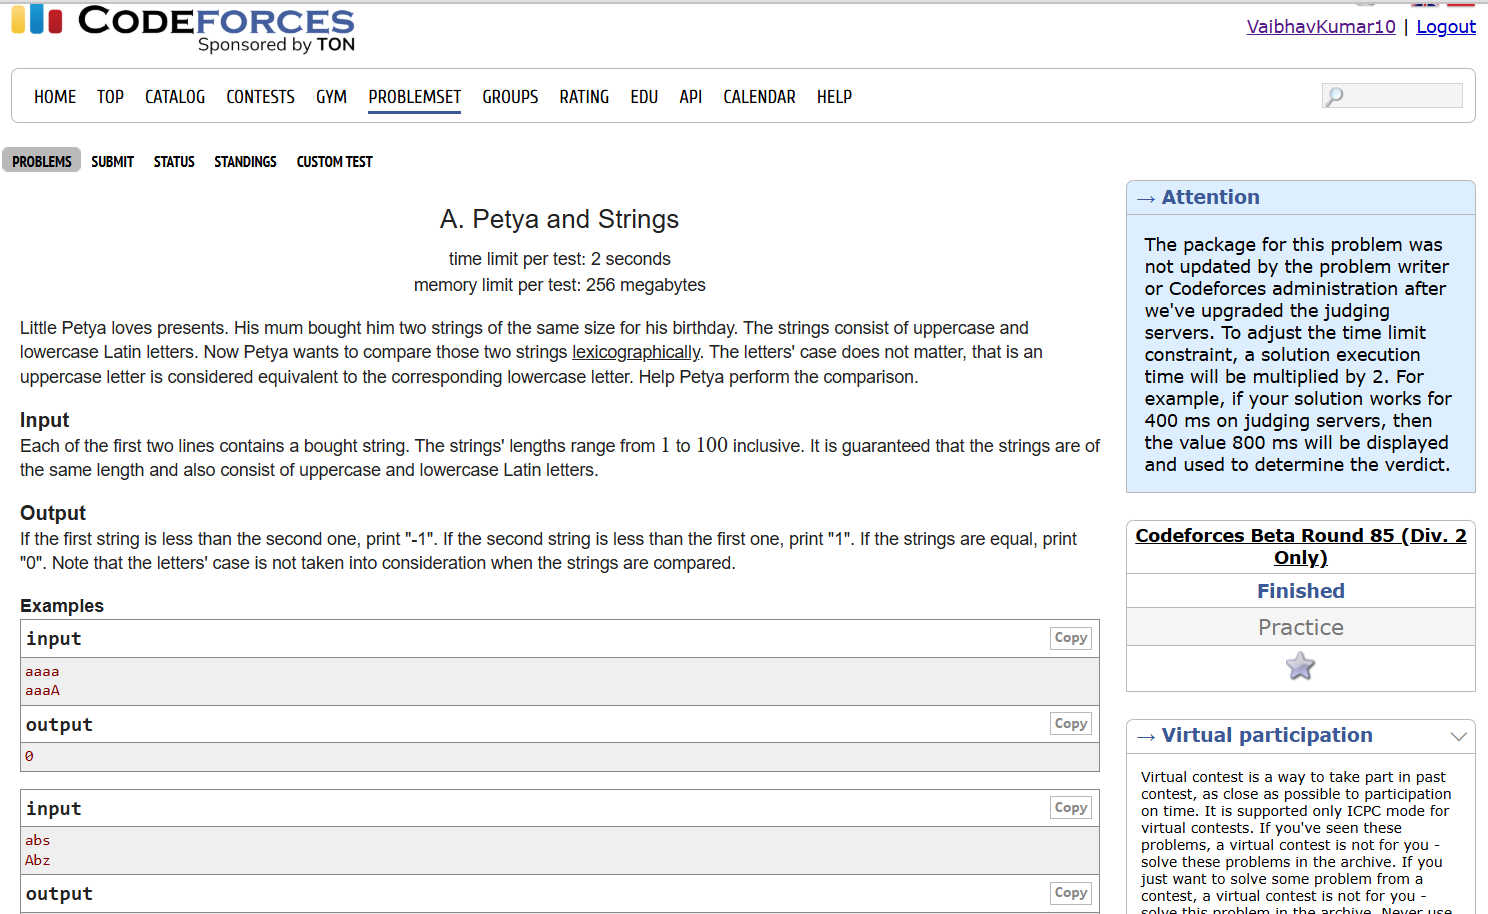 CODEFORCES
Sponsored by TON
VaibhavKumar10 | Logout
HOME TOP CATALOG CONTESTS GYM PROBLEMSET GROUPS RATING EDU API CALENDAR HELP
PROBLEMS SUBMIT STATUS STANDINGS CUSTOM TEST
A. Petya and Strings
time limit per test: 2 seconds
memory limit per test: 256 megabytes
Little Petya loves presents. His mum bought him two strings of the same size for his birthday. The strings consist of uppercase and
lowercase Latin letters. Now Petya wants to compare those two strings lexicographically. The letters' case does not matter, that is an
uppercase letter is considered equivalent to the corresponding lowercase letter. Help Petya perform the comparison.
Input
Each of the first two lines contains a bought string. The strings' lengths range from 1 to 100 inclusive. It is guaranteed that the strings are of
the same length and also consist of uppercase and lowercase Latin letters.
Output
If the first string is less than the second one, print "-1". If the second string is less than the first one, print "1". If the strings are equal, print
"0". Note that the letters' case is not taken into consideration when the strings are compared.
Examples
input Copy
aaaa
aaaA
output Copy
0
input Copy
abs
Abz
output Copy
→ Attention
The package for this problem was
not updated by the problem writer
or Codeforces administration after
we've upgraded the judging
servers. To adjust the time limit
constraint, a solution execution
time will be multiplied by 2. For
example, if your solution works for
400 ms on judging servers, then
the value 800 ms will be displayed
and used to determine the verdict.
Codeforces Beta Round 85 (Div. 2
Only)
Finished
Practice
→ Virtual participation
Virtual contest is a way to take part in past
contest, as close as possible to participation
on time. It is supported only ICPC mode for
virtual contests. If you've seen these
problems, a virtual contest is not for you -
solve these problems in the archive. If you
just want to solve some problem from a
contest, a virtual contest is not for you -
solve this problem in the archive. Never use